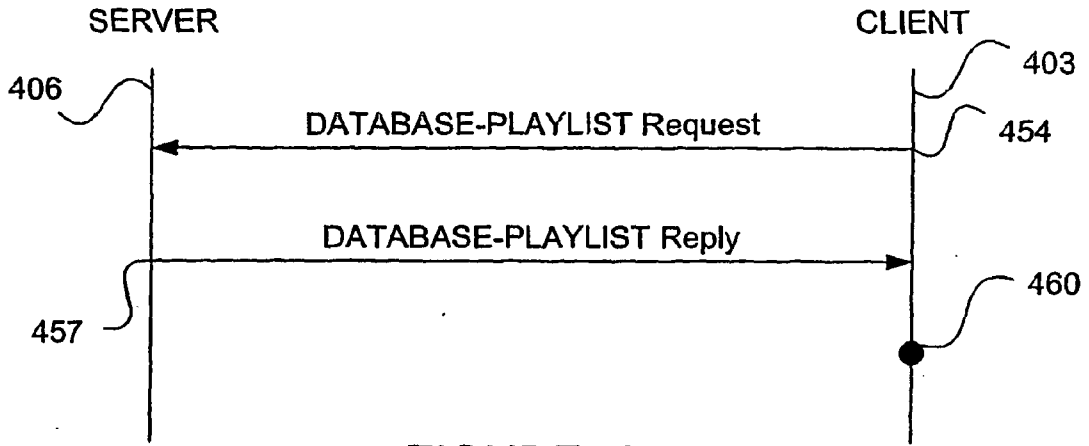 SERVER
CLIENT
406
403
DATABASE-PLAYLIST Request
454
DATABASE-PLAYLIST Reply
460
457